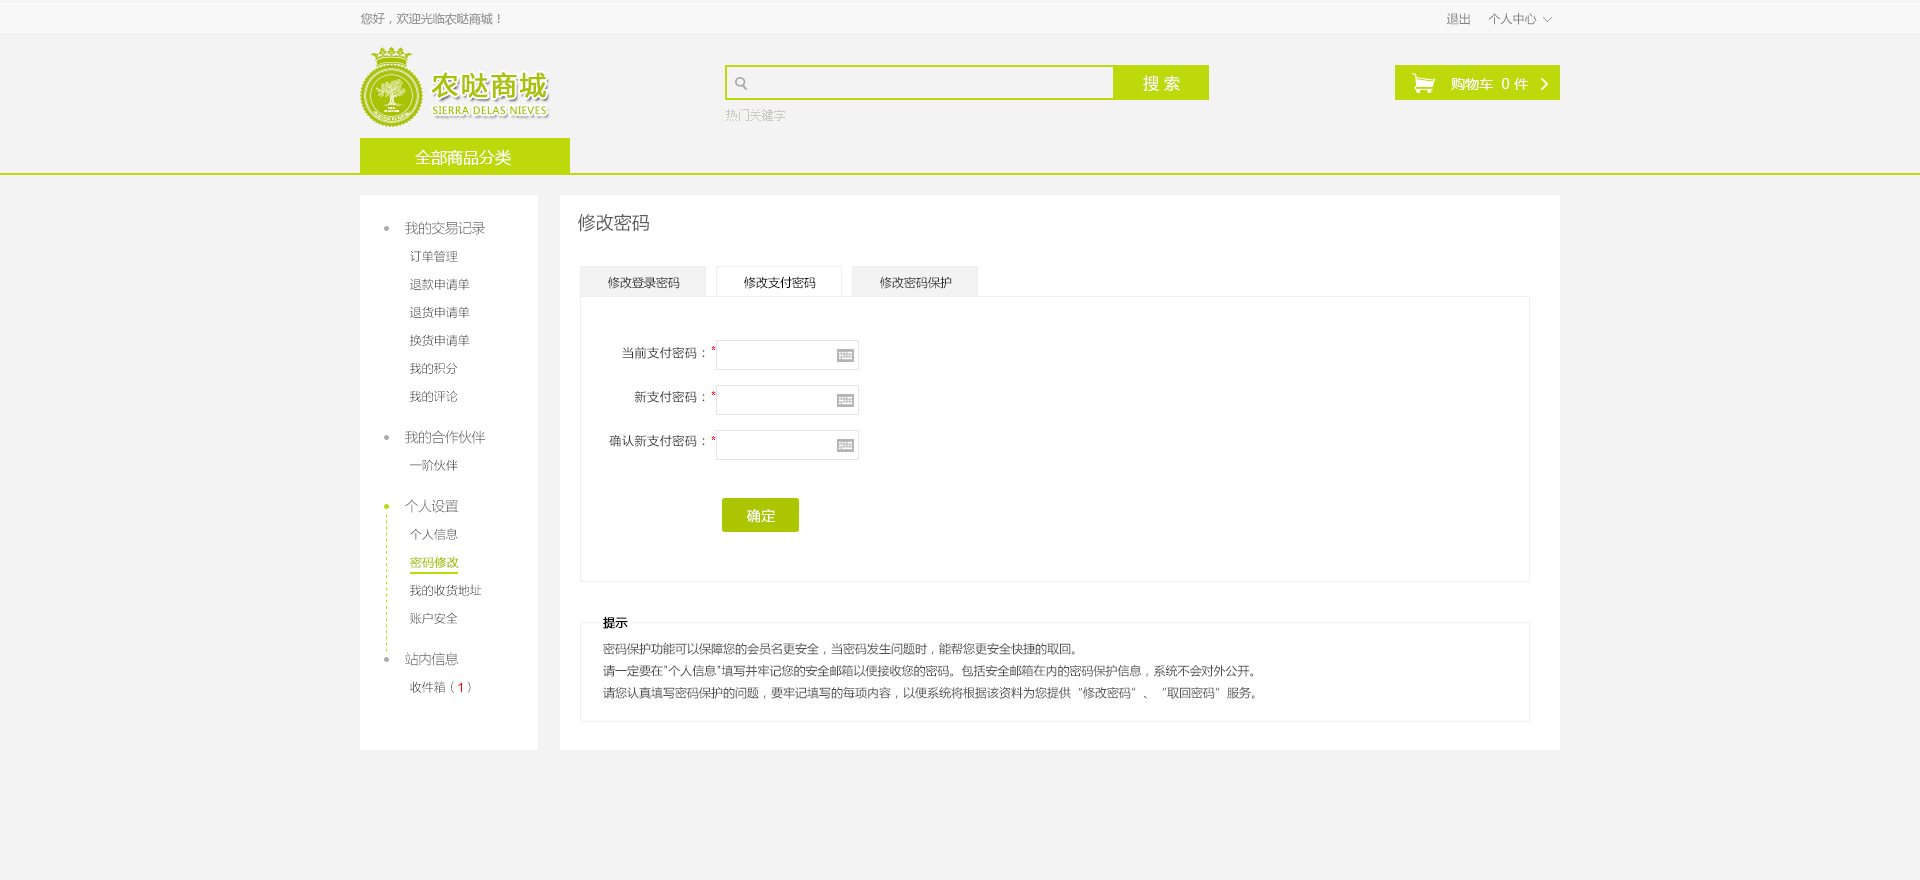 您好，欢迎光临农哒商城！
退出 个人中心
农哒商城
SIERRA DELAS NIEVES
搜 索
购物车 0 件
热门关键字
全部商品分类
我的交易记录
订单管理
退款申请单
退货申请单
换货申请单
我的积分
我的评论
我的合作伙伴
一阶伙伴
个人设置
个人信息
密码修改
我的收货地址
账户安全
站内信息
收件箱（1）
修改密码
修改登录密码 修改支付密码 修改密码保护
当前支付密码：*
新支付密码：*
确认新支付密码：*
确定
提示
密码保护功能可以保障您的会员名更安全，当密码发生问题时，能帮您更安全快捷的取回。
请一定要在"个人信息"填写并牢记您的安全邮箱以便接收您的密码。包括安全邮箱在内的密码保护信息，系统不会对外公开。
请您认真填写密码保护的问题，要牢记填写的每项内容，以便系统将根据该资料为您提供“修改密码”、“取回密码”服务。